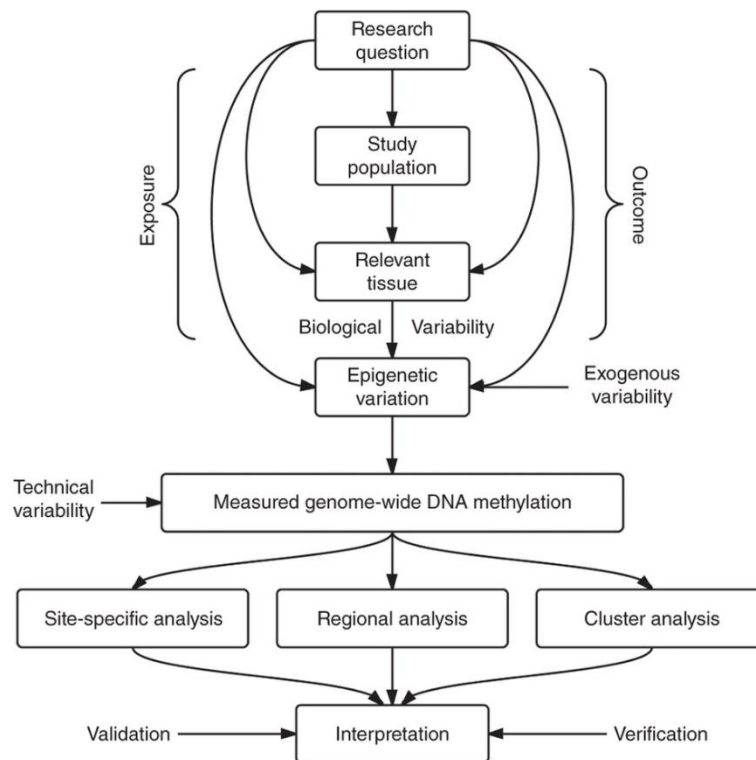 Research
question
Exposure
Outcome
Study
population
Relevant
tissue
Biological Variability
Epigenetic
variation
Exogenous
variability
Technical
variability
Measured genome-wide DNA methylation
Site-specific analysis
Regional analysis
Cluster analysis
Validation
Interpretation
Verification